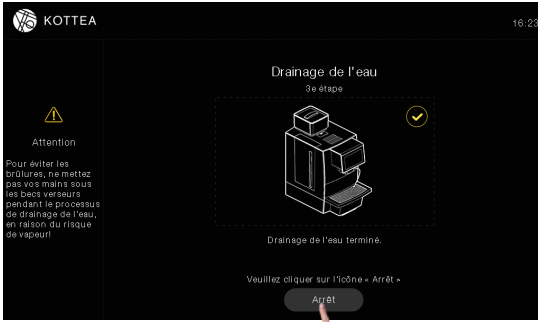 KOTTEA
16:23
Drainage de l'eau
3e étape
Attention
Pour éviter les
brûlures, ne mettez
pas vos mains sous
les becs verseurs
pendant le processus
de drainage de l'eau,
en raison du risque
de vapeur!
Drainage de l'eau terminé.
Veuillez cliquer sur l'icône « Arrêt »
Arrêt